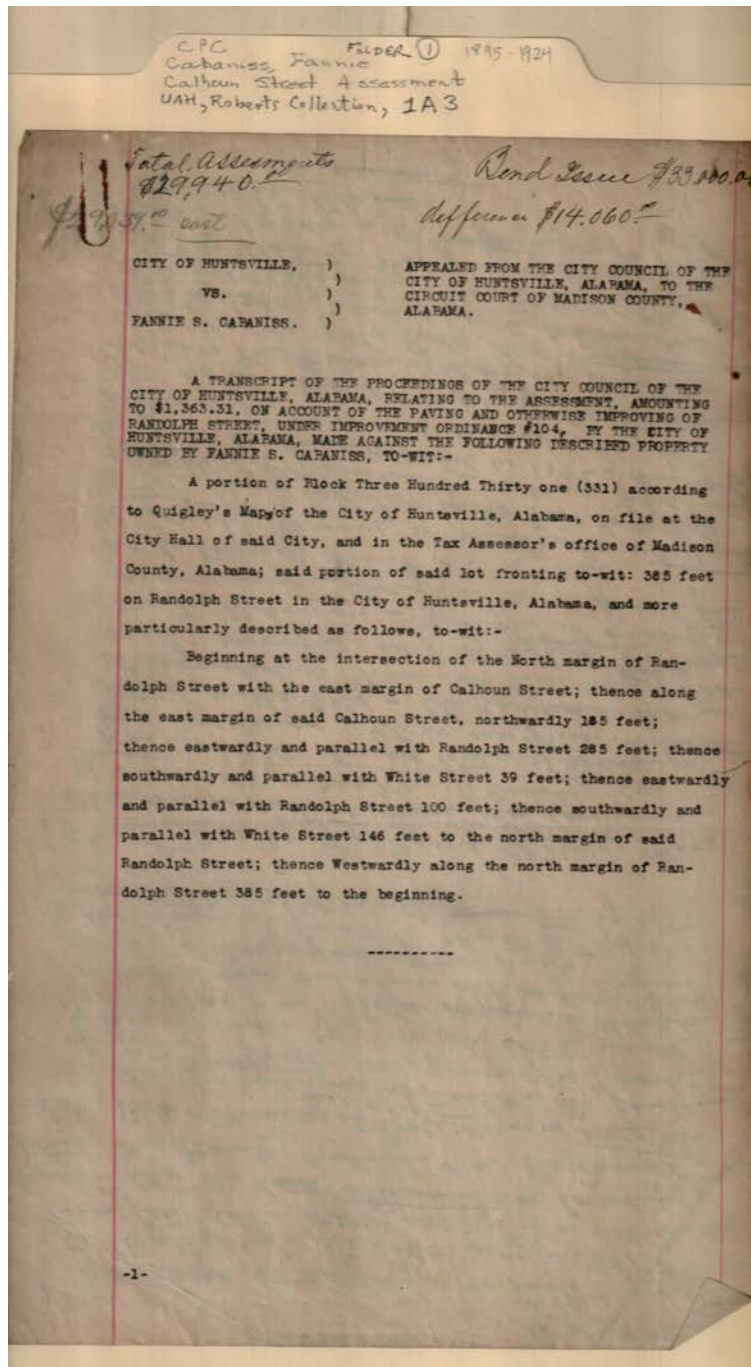 CPC FOLDER ① 1895-1924
Cabaniss, Fannie
Calhoun Street Assessment
UAH, Roberts Collection, 1A3
Total Assesments Bond Issue $33.000.
$29,940.00
cost defference $14.060.00
CITY OF HUNTSVILLE, ) APPEALED FROM THE CITY COUNCIL OF THE
) CITY OF HUNTSVILLE, ALABAMA, TO THE
VS. ) CIRCUIT COURT OF MADISON COUNTY,
) ALABAMA.
FANNIE S. CABANISS. )
A TRANSCRIPT OF THE PROCEEDINGS OF THE CITY COUNCIL OF THE
CITY OF HUNTSVILLE, ALABAMA, RELATING TO THE ASSESSMENT, AMOUNTING
TO $1,363.31, ON ACCOUNT OF THE PAVING AND OTHERWISE IMPROVING OF
RANDOLPH STREET, UNDER IMPROVEMENT ORDINANCE #104, BY THE CITY OF
HUNTSVILLE, ALABAMA, MADE AGAINST THE FOLLOWING DESCRIBED PROPERTY
OWNED BY FANNIE S. CABANISS, TO-WIT:-
A portion of Block Three Hundred Thirty one (331) according
to Quigley's Map, of the City of Huntsville, Alabama, on file at the
City Hall of said City, and in the Tax Assessor's office of Madison
County, Alabama; said portion of said lot fronting to-wit: 385 feet
on Randolph Street in the City of Huntsville, Alabama, and more
particularly described as follows, to-wit:-
Beginning at the intersection of the North margin of Ran-
dolph Street with the east margin of Calhoun Street; thence along
the east margin of said Calhoun Street, northwardly 185 feet;
thence eastwardly and parallel with Randolph Street 285 feet; thence
southwardly and parallel with White Street 39 feet; thence eastwardly
and parallel with Randolph Street 100 feet; thence southwardly and
parallel with White Street 146 feet to the north margin of said
Randolph Street; thence Westwardly along the north margin of Ran-
dolph Street 385 feet to the beginning.
----------
-1-